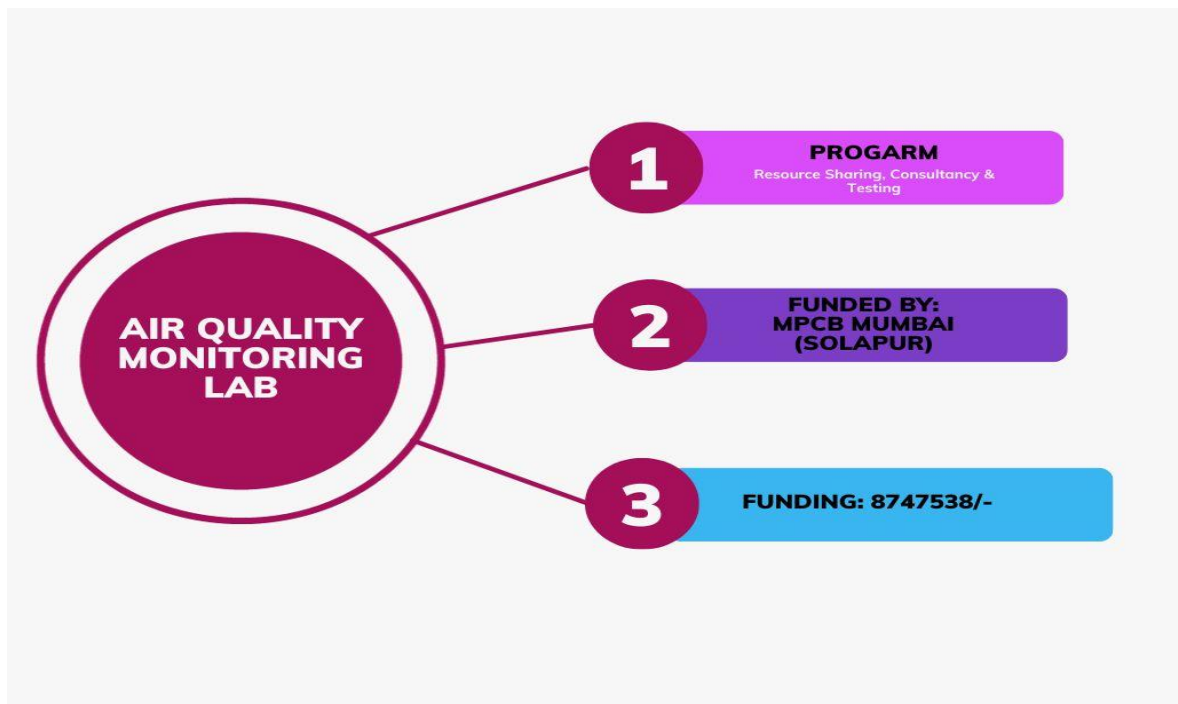 AIR QUALITY
MONITORING
LAB
1
PROGARM
Resource Sharing, Consultancy &
Testing
2
FUNDED BY:
MPCB MUMBAI
(SOLAPUR)
3
FUNDING: 8747538/-